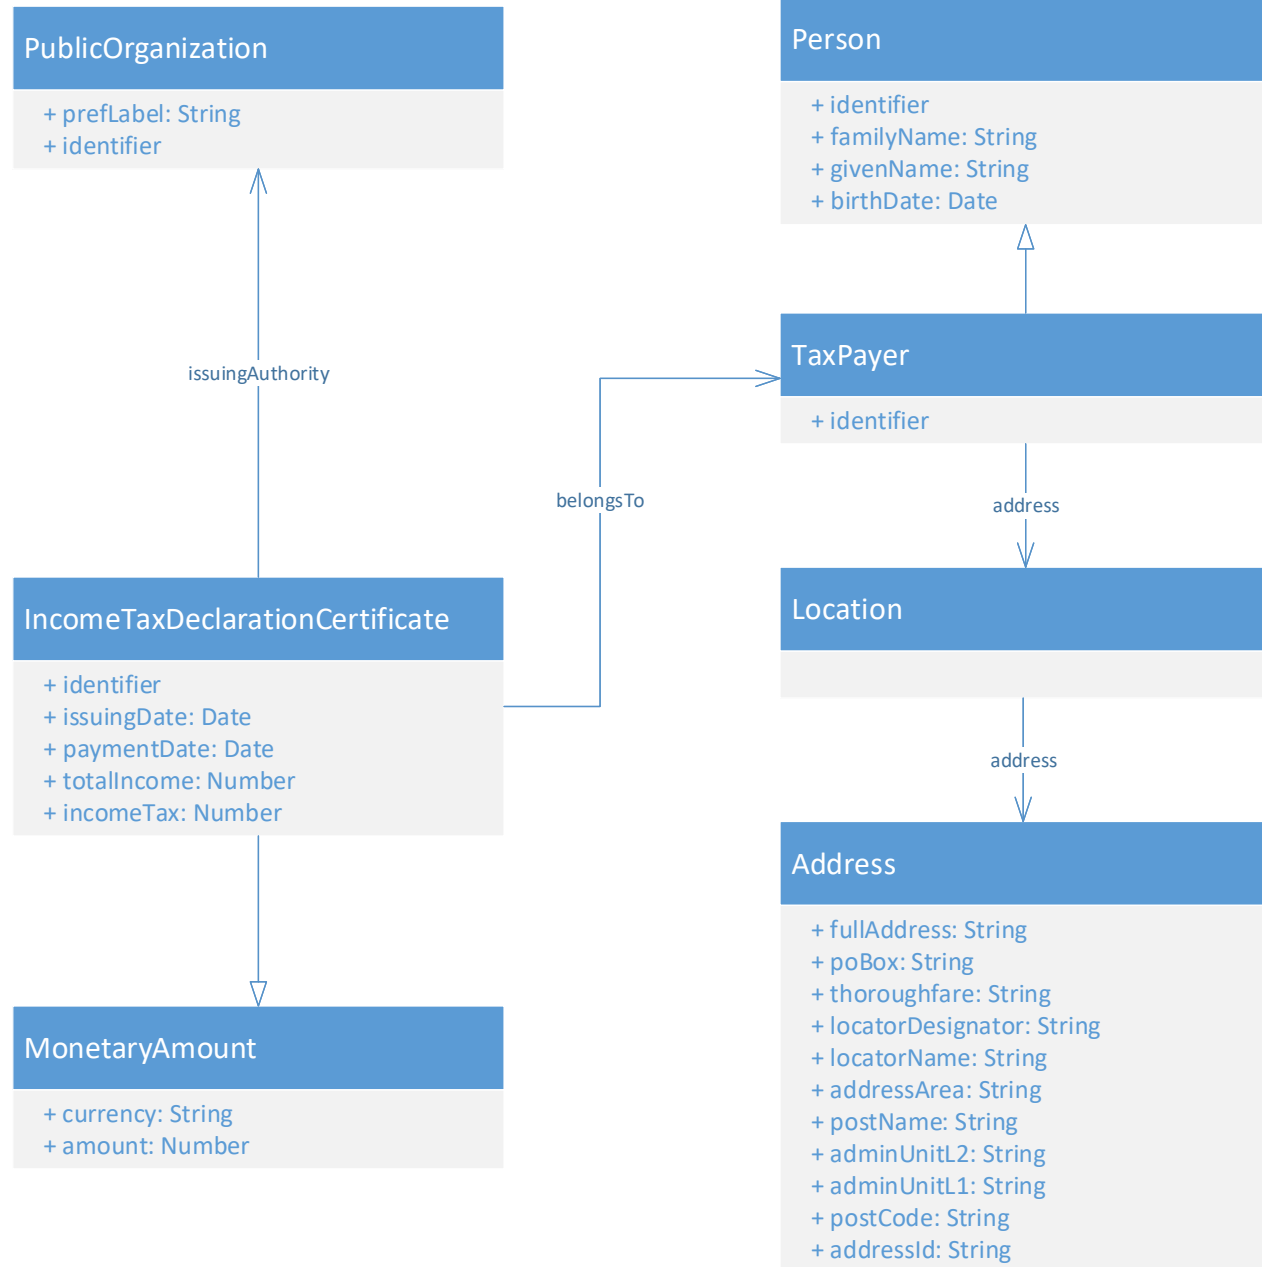 PublicOrganization
+ prefLabel: String
+ identifier
issuingAuthority
IncomeTaxDeclarationCertificate
+ identifier
+ issuingDate: Date
+ paymentDate: Date
+ totalIncome: Number
+ incomeTax: Number
MonetaryAmount
+ currency: String
+ amount: Number
belongsTo
Person
+ identifier
+ familyName: String
+ givenName: String
+ birthDate: Date
TaxPayer
+ identifier
address
Location
address
Address
+ fullAddress: String
+ poBox: String
+ thoroughfare: String
+ locatorDesignator: String
+ locatorName: String
+ addressArea: String
+ postName: String
+ adminUnitL2: String
+ adminUnitL1: String
+ postCode: String
+ addressId: String